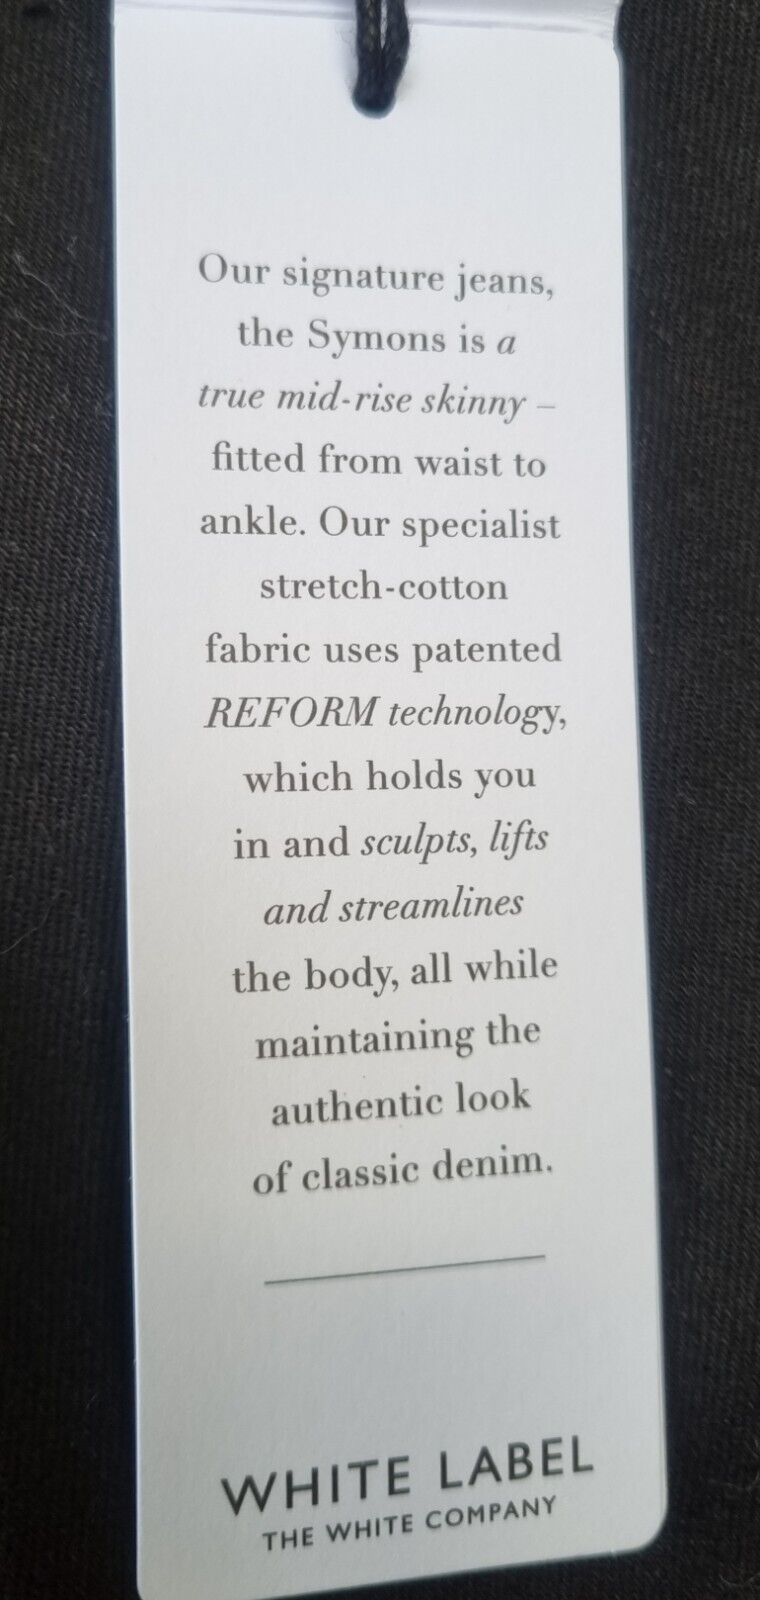 Our signature jeans,
the Symons is a
true mid-rise skinny –
fitted from waist to
ankle. Our specialist
stretch-cotton
fabric uses patented
REFORM technology,
which holds you
in and sculpts, lifts
and streamlines
the body, all while
maintaining the
authentic look
of classic denim.
WHITE LABEL
THE WHITE COMPANY